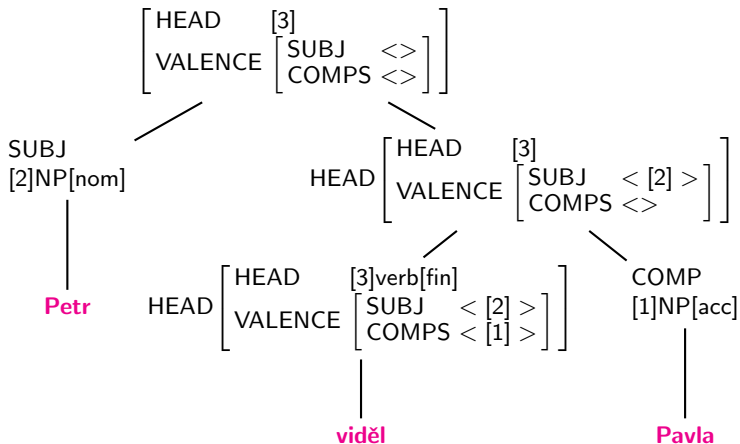 HEAD [3]
VALENCE [SUBJ <>
COMPS <>]
SUBJ
[2]NP[nom]
HEAD [HEAD [3]
VALENCE [SUBJ < [2] >
COMPS <>]]
Petr
HEAD [HEAD [3]verb[fin]
VALENCE [SUBJ < [2] >
COMPS < [1] >]]
COMP
[1]NP[acc]
viděl
Pavla